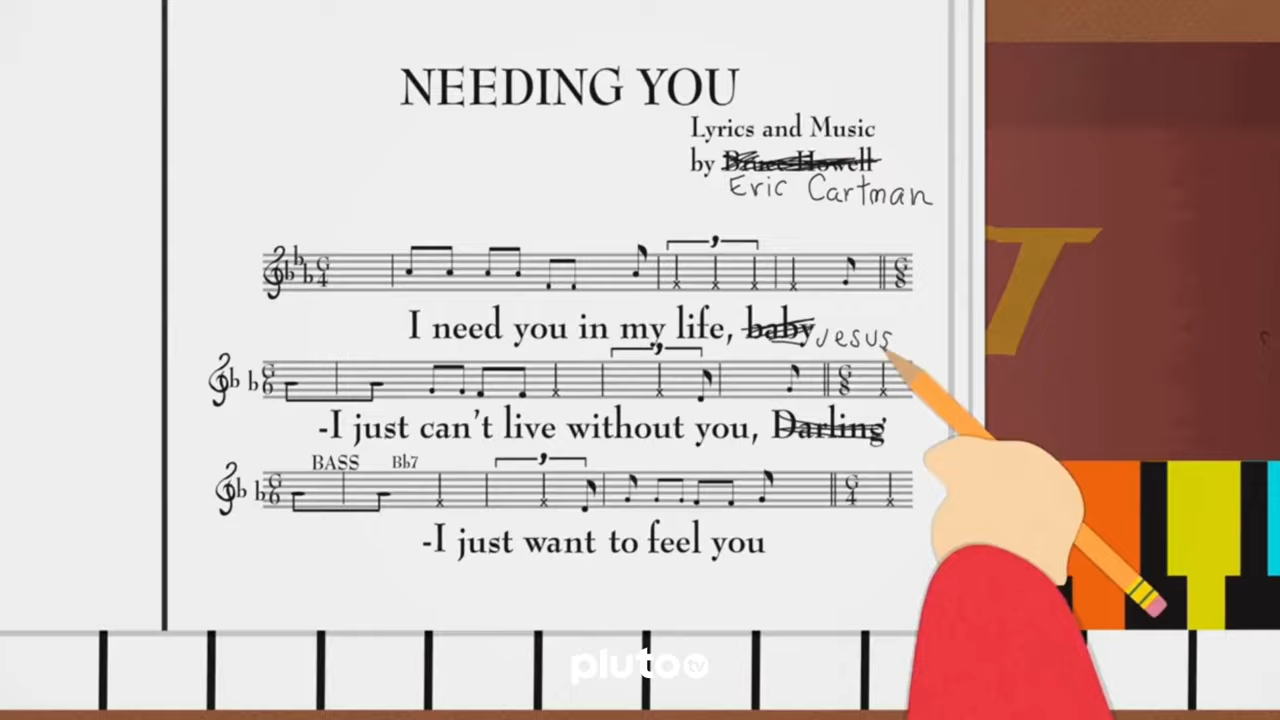 NEEDING YOU
Lyrics and Music
by Bruce Howell
Eric Cartman
I need you in my life, baby Jesus
-I just can't live without you, Darling
BASS Bb7
-I just want to feel you
T
pluto tv